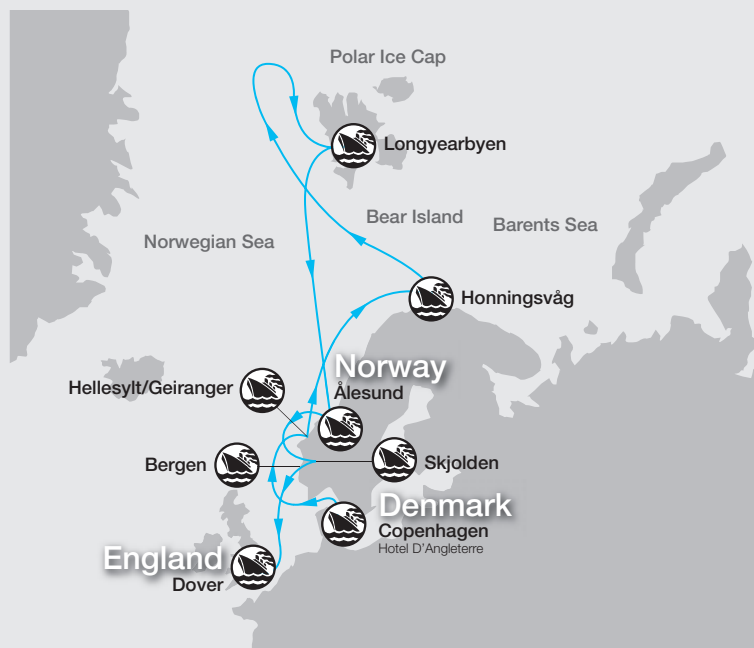 Polar Ice Cap
Longyearbyen
Bear Island
Barents Sea
Norwegian Sea
Honningsvåg
Norway
Ålesund
Hellesylt/Geiranger
Bergen
Skjolden
Denmark
Copenhagen
Hotel D'Angleterre
England
Dover